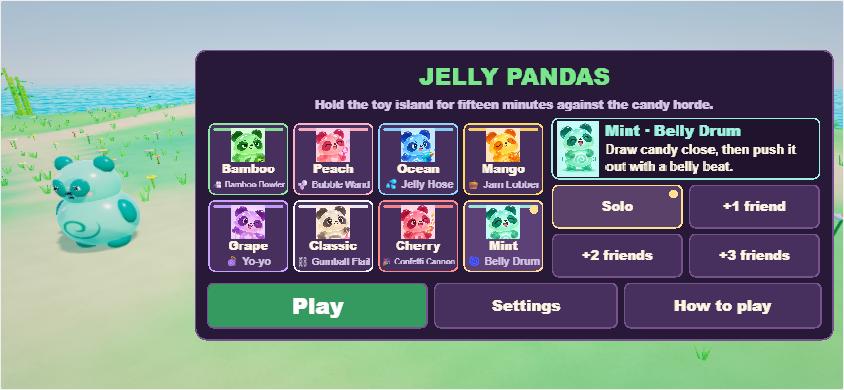 JELLY PANDAS
Hold the toy island for fifteen minutes against the candy horde.
Bamboo
Bamboo Bowler
Peach
Bubble Wand
Ocean
Jelly Hose
Mango
Jam Lobber
Grape
Yo-yo
Classic
Gumball Flail
Cherry
Confetti Cannon
Mint
Belly Drum
Mint · Belly Drum
Draw candy close, then push it
out with a belly beat.
Solo
+1 friend
+2 friends
+3 friends
Play
Settings
How to play